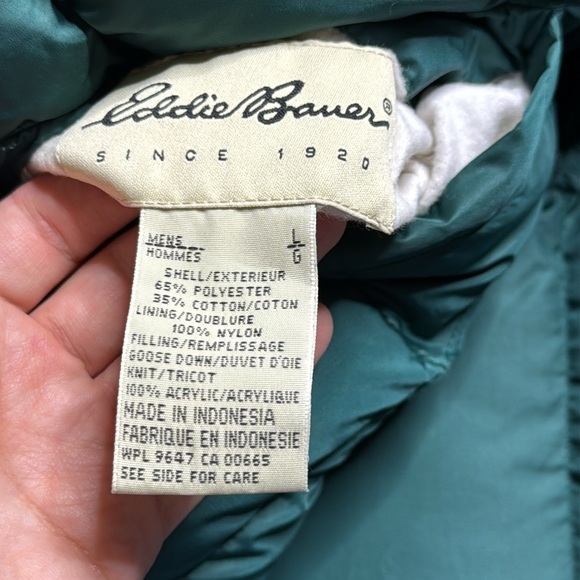 Eddie Bauer®
SINCE 1920
MENS L
HOMMES G
SHELL/EXTERIEUR
65% POLYESTER
35% COTTON/COTON
LINING/DOUBLURE
100% NYLON
FILLING/REMPLISSAGE
GOOSE DOWN/DUVET D'OIE
KNIT/TRICOT
100% ACRYLIC/ACRYLIQUE
MADE IN INDONESIA
FABRIQUE EN INDONESIE
WPL 9647 CA 00665
SEE SIDE FOR CARE